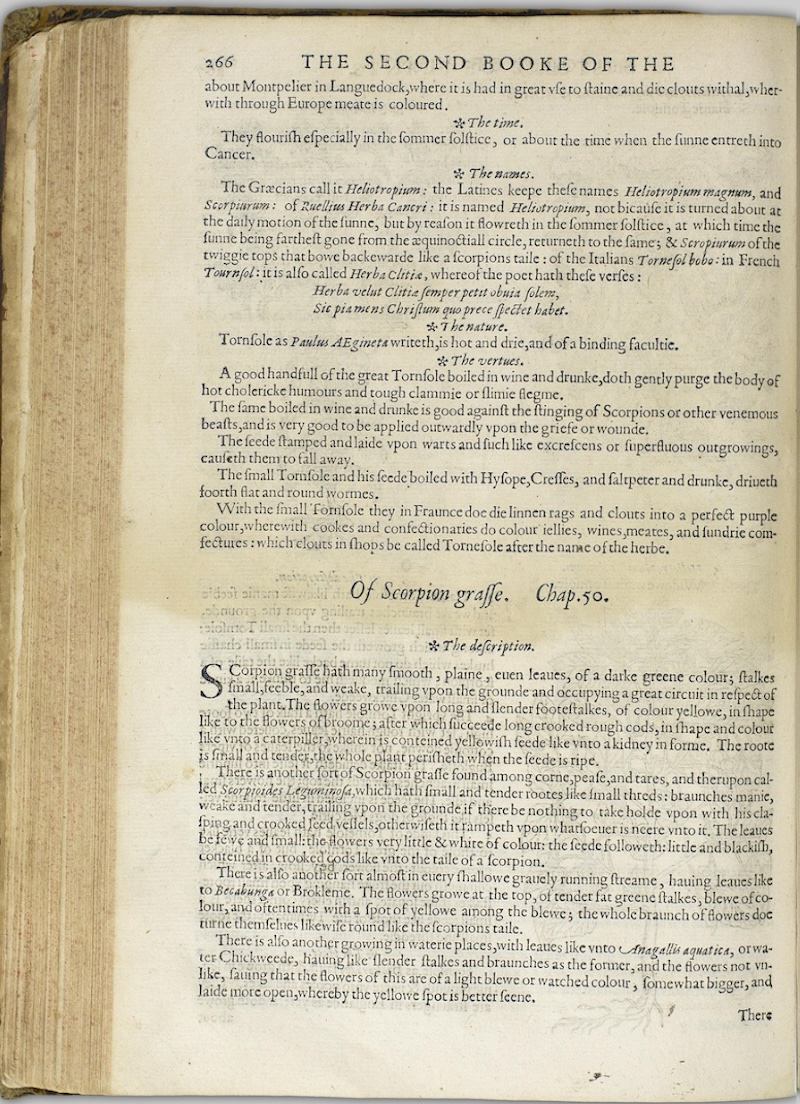 266 THE SECOND BOOKE OF THE
about Montpelier in Languedock,where it is had in great vſe to ſtaine and die clouts withal,wher-
with through Europe meate is coloured.
✲ The time.
They flouriſh eſpecially in the ſommer ſolſtice, or about the time when the ſunne entreth into
Cancer.
✲ The names.
The Græcians call it Heliotropium: the Latines keepe theſe names Heliotropium magnum, and
Scorpiurum: of Ruellius Herba Cancri: it is named Heliotropium, not bicauſe it is turned about at
the daily motion of the ſunne, but by reaſon it flowreth in the ſommer ſolſtice, at which time the
ſunne being fartheſt gone from the æquinoctiall circle, returneth to the ſame; & Scropiurum of the
twiggie tops that bowe backewarde like a ſcorpions taile: of the Italians Torneſol bobo: in French
Tournſol: it is alſo called Herba Clitiæ, whereof the poet hath theſe verſes:
Herba velut Clitiæ ſemper petit obuia ſolem,
Sic pia mens Chriſtum quo prece ſpectet habet.
✲ The nature.
Tornſole as Paulus AEgineta writeth,is hot and drie,and of a binding facultie.
✲ The vertues.
A good handfull of the great Tornſole boiled in wine and drunke,doth gently purge the body of
hot cholericke humours and tough clammie or ſlimie flegme.
The ſame boiled in wine and drunke is good againſt the ſtinging of Scorpions or other venemous
beaſts,and is very good to be applied outwardly vpon the griefe or wounde.
The ſeede ſtamped and laide vpon warts and ſuch like excreſcens or ſuperfluous outgrowings,
cauſeth them to fall away.
The ſmall Tornſole and his ſeede boiled with Hyſope,Creſſes, and ſaltpeter and drunke, driueth
foorth flat and round wormes.
With the ſmall Tornſole they in Fraunce doe die linnen rags and clouts into a perfect purple
colour,wherewith cookes and confectionaries do colour iellies, wines,meates, and ſundrie com-
fectures: which clouts in ſhops be called Torneſole after the name of the herbe.
Of Scorpion graſſe. Chap.50.
✲ The deſcription.
SCorpion graſſe hath many ſmooth, plaine, euen leaues, of a darke greene colour; ſtalkes
ſmall,feeble,and weake, trailing vpon the grounde and occupying a great circuit in reſpect of
the plant.The flowers growe vpon long and ſlender footeſtalkes, of colour yellowe, in ſhape
like to the flowers of broome; after which ſucceede long crooked rough cods, in ſhape and colour
like vnto a caterpiller,wherein is conteined yellowiſh ſeede like vnto a kidney in forme. The roote
is ſmall and tender,the whole plant periſheth when the ſeede is ripe.
There is another ſort of Scorpion graſſe found among corne,peaſe,and tares, and therupon cal-
led Scorpioides Leguminoſa,which hath ſmall and tender rootes like ſmall threds: braunches manie,
weake and tender,trailing vpon the grounde,if there be nothing to take holde vpon with his cla-
ſping and crooked ſeed veſſels,otherwiſeth it rampeth vpon whatſoeuer is neere vnto it. The leaues
be fewe and ſmall:the flowers very little & white of colour: the ſeede followeth: little and blackiſh,
conteined in crooked cods like vnto the taile of a ſcorpion.
There is alſo another ſort almoſt in euery ſhallowe grauely running ſtreame, hauing leaues like
to Becabunga or Brokleme. The flowers growe at the top, of tender fat greene ſtalkes, blewe of co-
lour,and oftentimes with a ſpot of yellowe among the blewe; the whole braunch of flowers doe
turne themſelues likewiſe round like the ſcorpions taile.
There is alſo another growing in waterie places,with leaues like vnto Anagallis aquatica, or wa-
ter Chickweede, hauing like ſlender ſtalkes and braunches as the former,and the flowers not vn-
like, ſauing that the flowers of this are of a light blewe or watched colour, ſomewhat bigger, and
laide more open,whereby the yellowe ſpot is better ſeene.
There